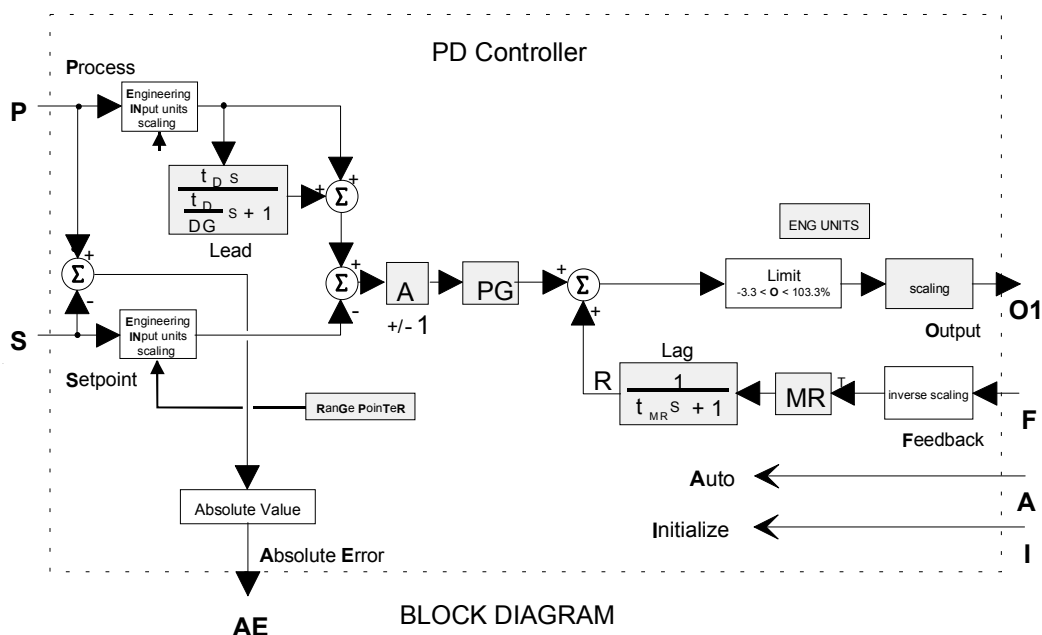 PD Controller
Process
P
Engineering
INput units
scaling
+
t D S
t D
DG
S + 1
+
Σ
Lead
ENG UNITS
Σ
+
-
+
Σ
-
A
+/- 1
PG
+
Σ
+
Limit
-3.3 < O < 103.3%
scaling
O1
Output
S
Engineering
INput units
scaling
Setpoint
RanGe PoinTeR
Lag
R
1
t MR S + 1
MR
T
inverse scaling
F
Feedback
Auto
A
Initialize
I
Absolute Value
Absolute Error
AE
BLOCK DIAGRAM